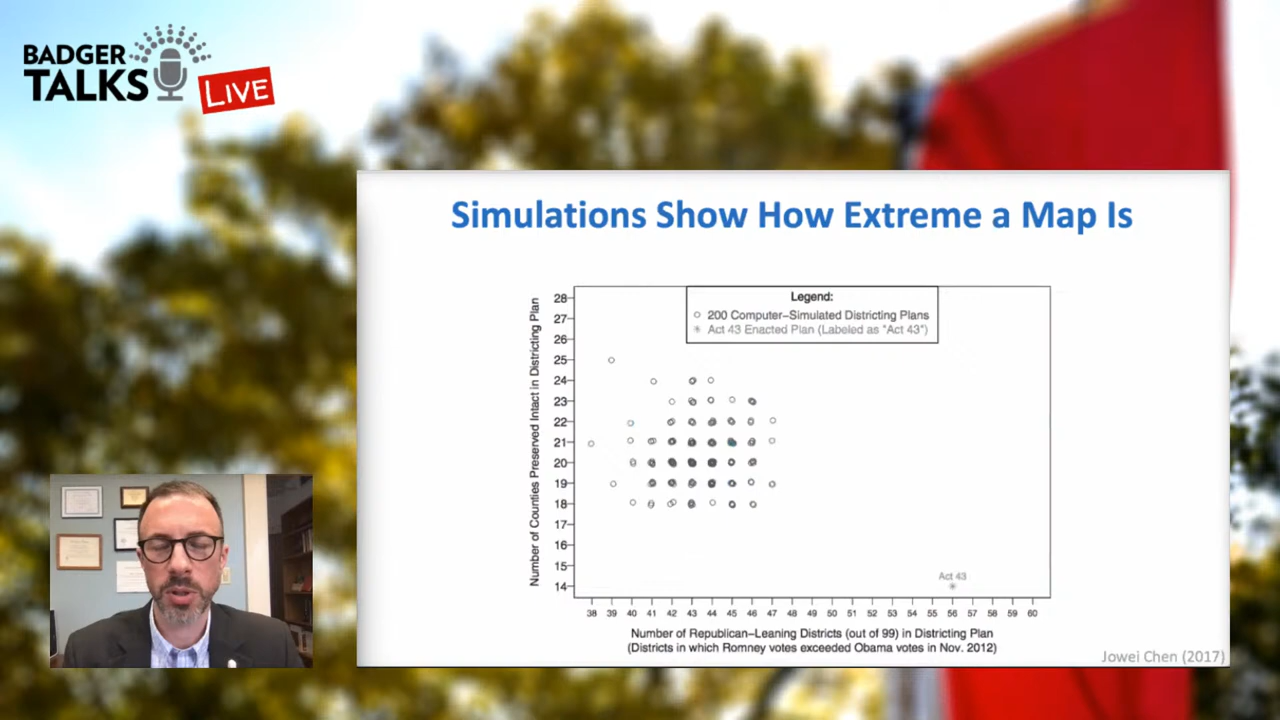 BADGER
TALKS
LIVE
Simulations Show How Extreme a Map Is
Legend:
200 Computer−Simulated Districting Plans
Act 43 Enacted Plan (Labeled as "Act 43")
Number of Counties Preserved Intact in Districting Plan
28
27
26
25
24
23
22
21
20
19
18
17
16
15
14
Act 43
38 39 40 41 42 43 44 45 46 47 48 49 50 51 52 53 54 55 56 57 58 59 60
Number of Republican−Leaning Districts (out of 99) in Districting Plan
(Districts in which Romney votes exceeded Obama votes in Nov. 2012)
Jowei Chen (2017)